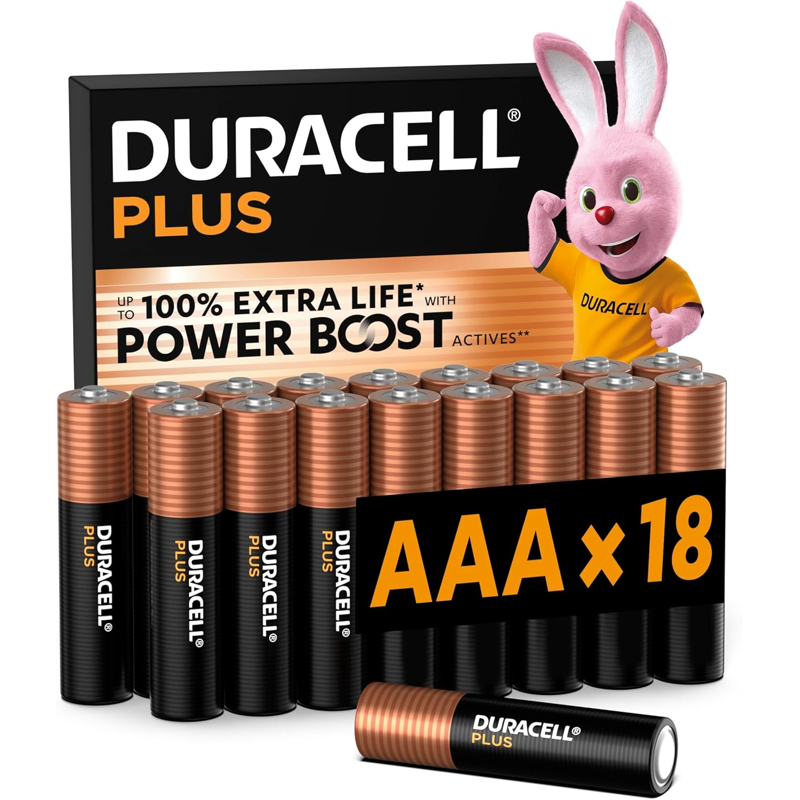 DURACELL®
PLUS
UP TO 100% EXTRA LIFE* WITH
POWER BOOST ACTIVES**
DURACELL
DURACELL®
PLUS
DURACELL®
PLUS
DURACELL®
PLUS
DURACELL®
PLUS
AAA x 18
DURACELL®
PLUS